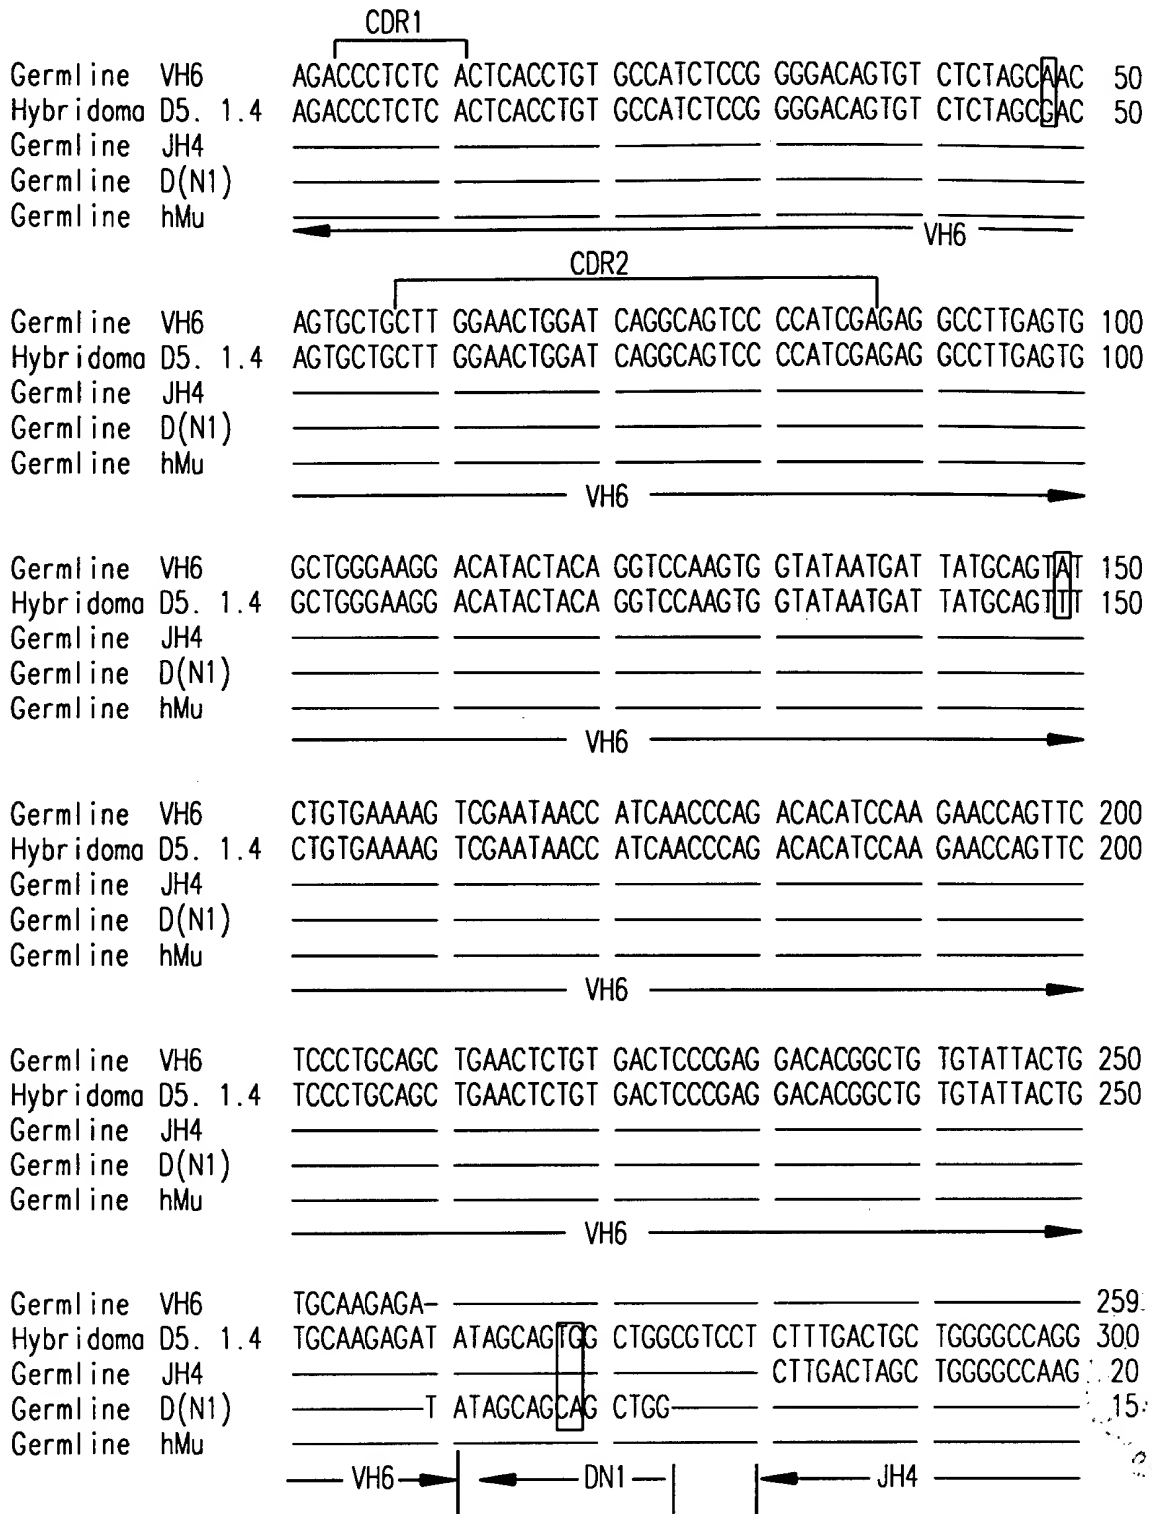 CDR1
Germline VH6 AGACCCTCTC ACTCACCTGT GCCATCTCCG GGGACAGTGT CTCTAGCAAC 50
Hybridoma D5. 1.4 AGACCCTCTC ACTCACCTGT GCCATCTCCG GGGACAGTGT CTCTAGCGAC 50
Germline JH4
Germline D(N1)
Germline hMu
VH6
CDR2
Germline VH6 AGTGCTGCTT GGAACTGGAT CAGGCAGTCC CCATCGAGAG GCCTTGAGTG 100
Hybridoma D5. 1.4 AGTGCTGCTT GGAACTGGAT CAGGCAGTCC CCATCGAGAG GCCTTGAGTG 100
Germline JH4
Germline D(N1)
Germline hMu
VH6
Germline VH6 GCTGGGAAGG ACATACTACA GGTCCAAGTG GTATAATGAT TATGCAGTAT 150
Hybridoma D5. 1.4 GCTGGGAAGG ACATACTACA GGTCCAAGTG GTATAATGAT TATGCAGTTT 150
Germline JH4
Germline D(N1)
Germline hMu
VH6
Germline VH6 CTGTGAAAAG TCGAATAACC ATCAACCCAG ACACATCCAA GAACCAGTTC 200
Hybridoma D5. 1.4 CTGTGAAAAG TCGAATAACC ATCAACCCAG ACACATCCAA GAACCAGTTC 200
Germline JH4
Germline D(N1)
Germline hMu
VH6
Germline VH6 TCCCTGCAGC TGAACTCTGT GACTCCCGAG GACACGGCTG TGTATTACTG 250
Hybridoma D5. 1.4 TCCCTGCAGC TGAACTCTGT GACTCCCGAG GACACGGCTG TGTATTACTG 250
Germline JH4
Germline D(N1)
Germline hMu
VH6
Germline VH6 TGCAAGAGA- 259
Hybridoma D5. 1.4 TGCAAGAGAT ATAGCAGTGG CTGGCGTCCT CTTTGACTGC TGGGGCCAGG 300
Germline JH4 CTTGACTAGC TGGGGCCAAG 20
Germline D(N1) T ATAGCAGCAG CTGG 15
Germline hMu
VH6 DN1 JH4